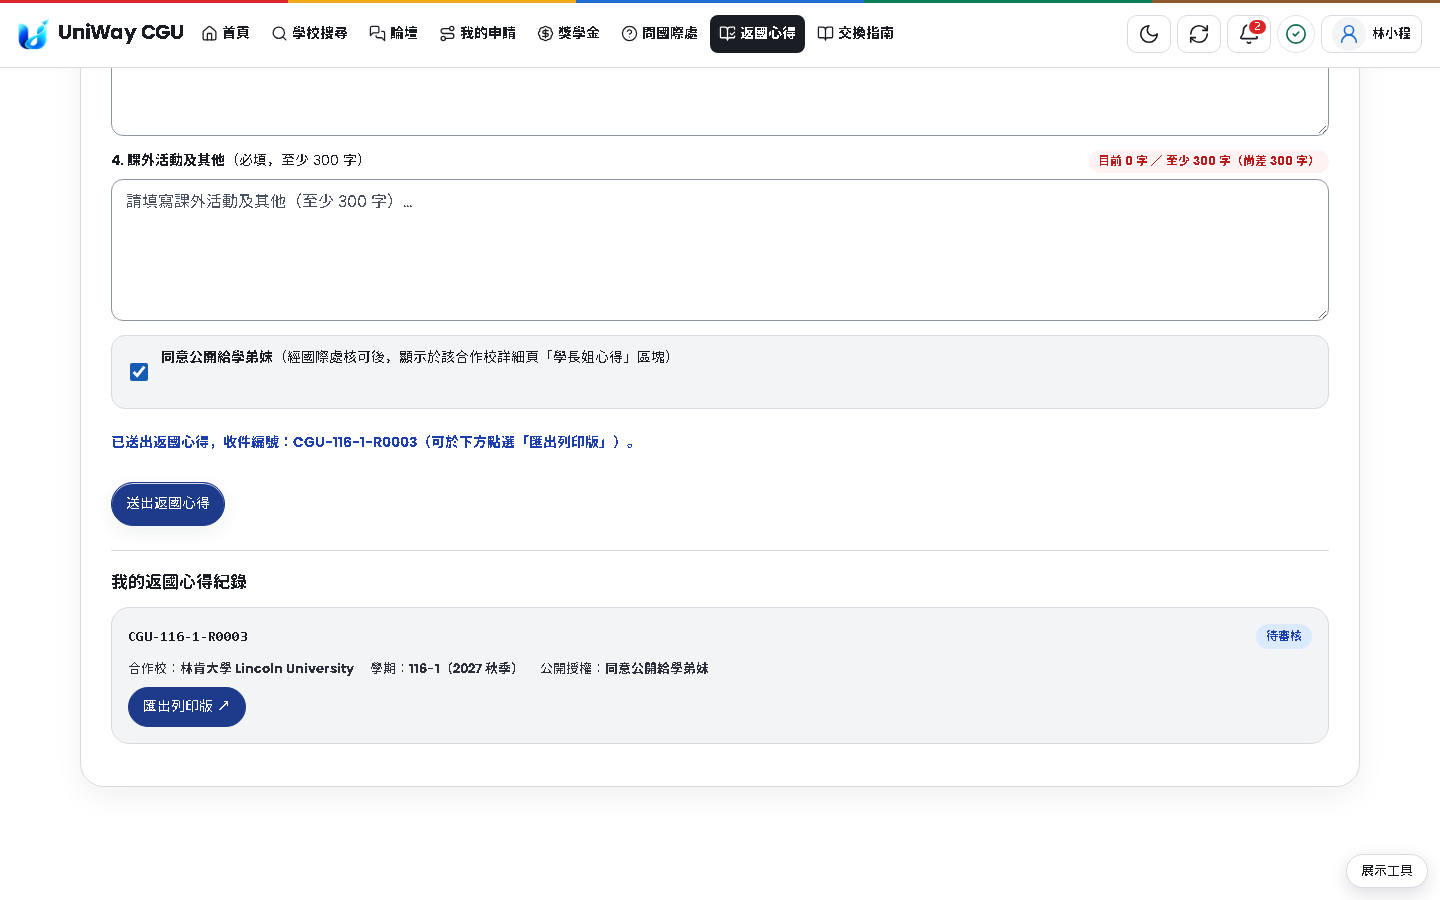 UniWay CGU
首頁
學校搜尋
論壇
我的申請
獎學金
問國際處
返國心得
交換指南
2
林小程
4. 課外活動及其他（必填，至少 300 字）
目前 0 字 ／ 至少 300 字（尚差 300 字）
請填寫課外活動及其他（至少 300 字）...
同意公開給學弟妹（經國際處核可後，顯示於該合作校詳細頁「學長姐心得」區塊）
已送出返國心得，收件編號：CGU-116-1-R0003（可於下方點選「匯出列印版」）。
送出返國心得
我的返國心得紀錄
CGU-116-1-R0003
待審核
合作校：林肯大學 Lincoln University 學期：116-1（2027 秋季） 公開授權：同意公開給學弟妹
匯出列印版 ↗
展示工具